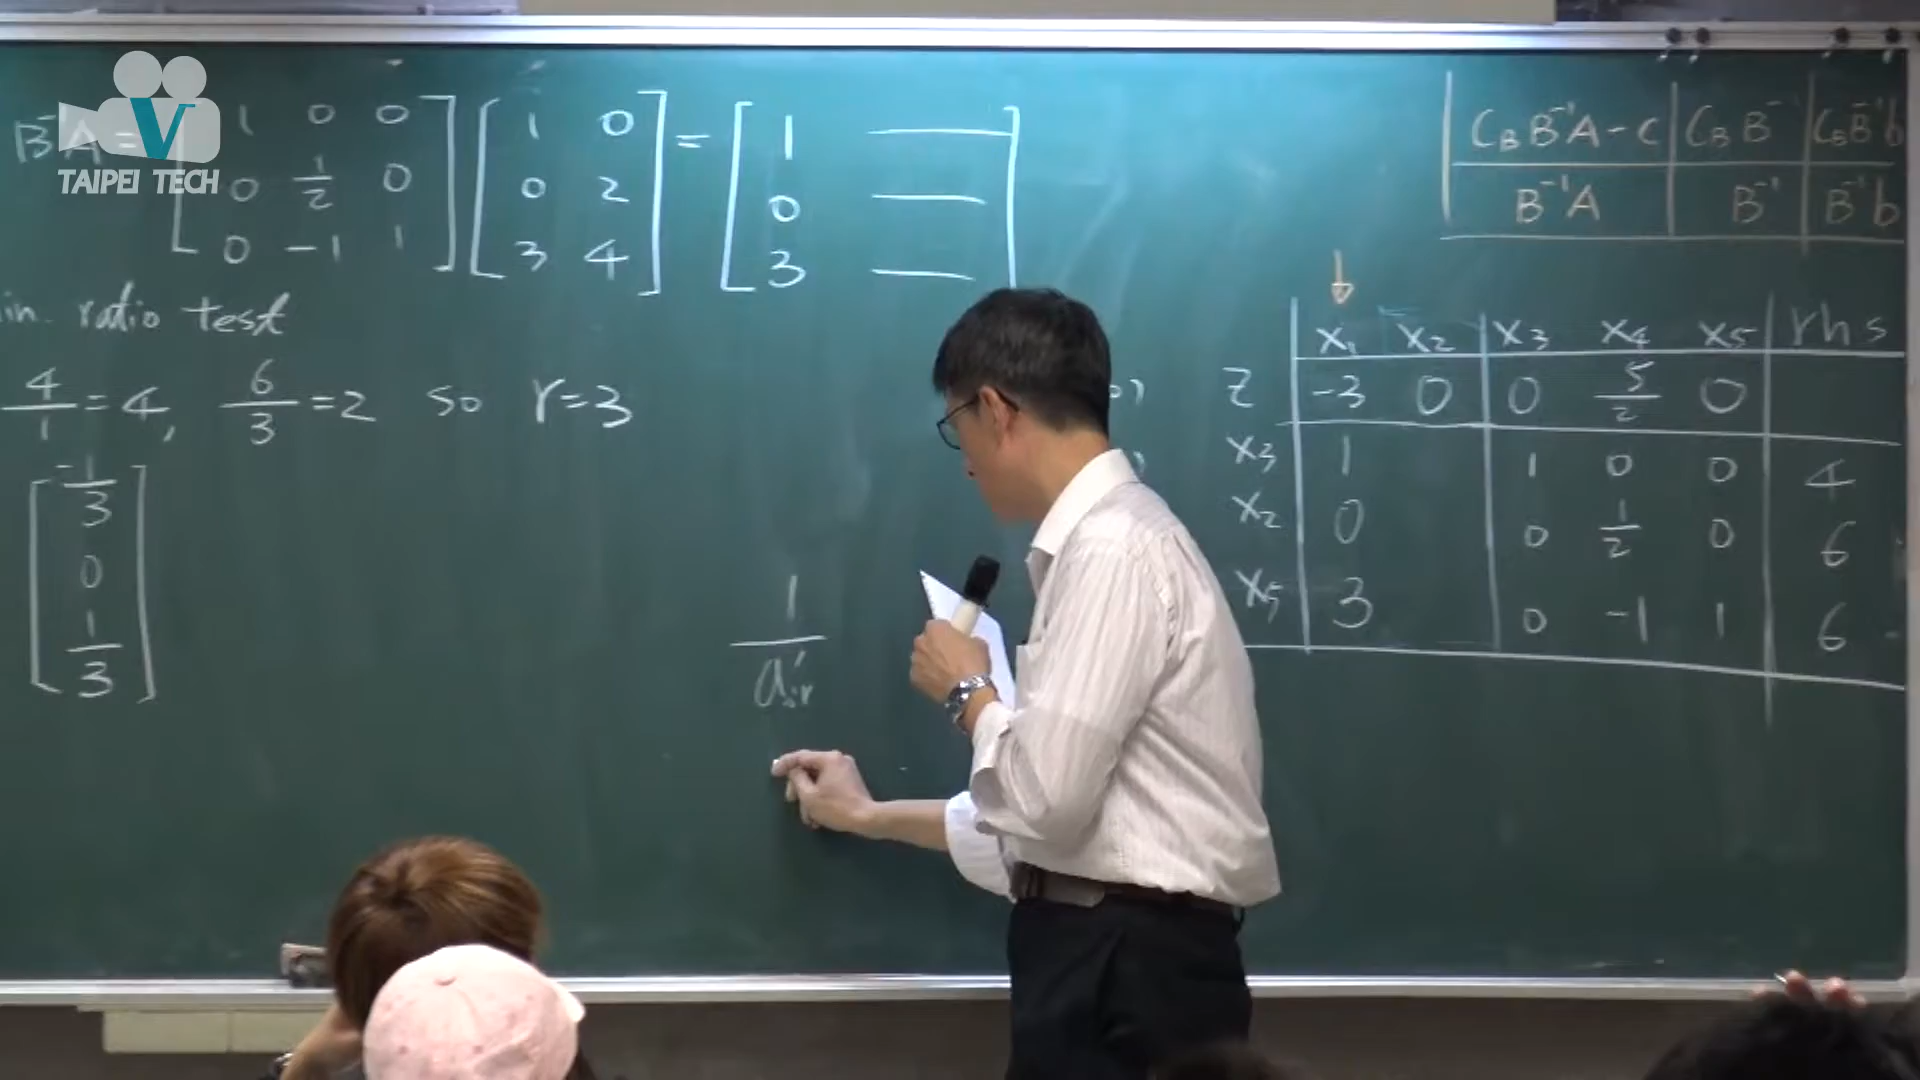 V
TAIPEI TECH
B⁻¹A = [1 0 0] [1 0] = [1 —]
[0 1/2 0] [0 2] [0 —]
[0 -1 1] [3 4] [3 —]
in. ratio test
4/1 = 4, 6/3 = 2 so r=3
[-1/3]
[0]
[1/3]
1
C_B B⁻¹A - c | C_B B⁻¹ | C_B B⁻¹b
B⁻¹A | B⁻¹ | B⁻¹b
↓
x₁ x₂ x₃ x₄ x₅ rhs
Z -3 0 0 5/2 0
x₃ 1 1 0 0 4
x₂ 0 0 1/2 0 6
x₅ 3 0 -1 1 6